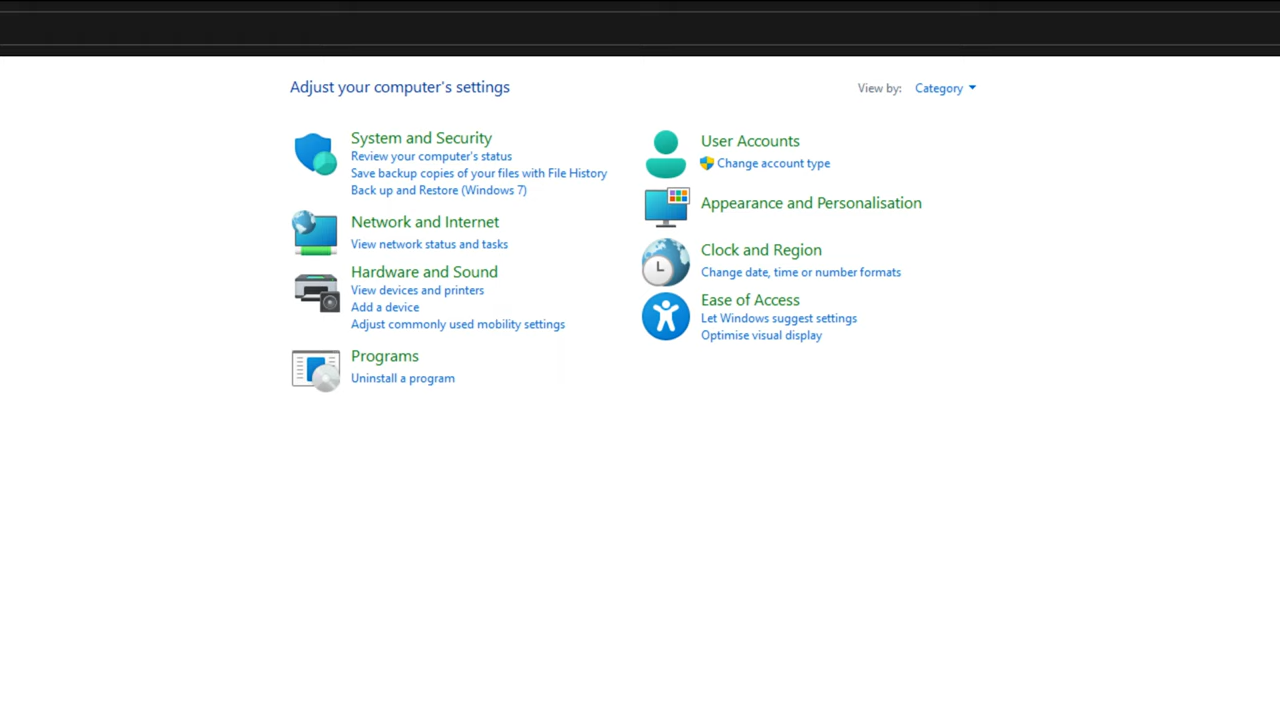 Adjust your computer's settings
View by: Category
System and Security
Review your computer's status
Save backup copies of your files with File History
Back up and Restore (Windows 7)
Network and Internet
View network status and tasks
Hardware and Sound
View devices and printers
Add a device
Adjust commonly used mobility settings
Programs
Uninstall a program
User Accounts
Change account type
Appearance and Personalisation
Clock and Region
Change date, time or number formats
Ease of Access
Let Windows suggest settings
Optimise visual display